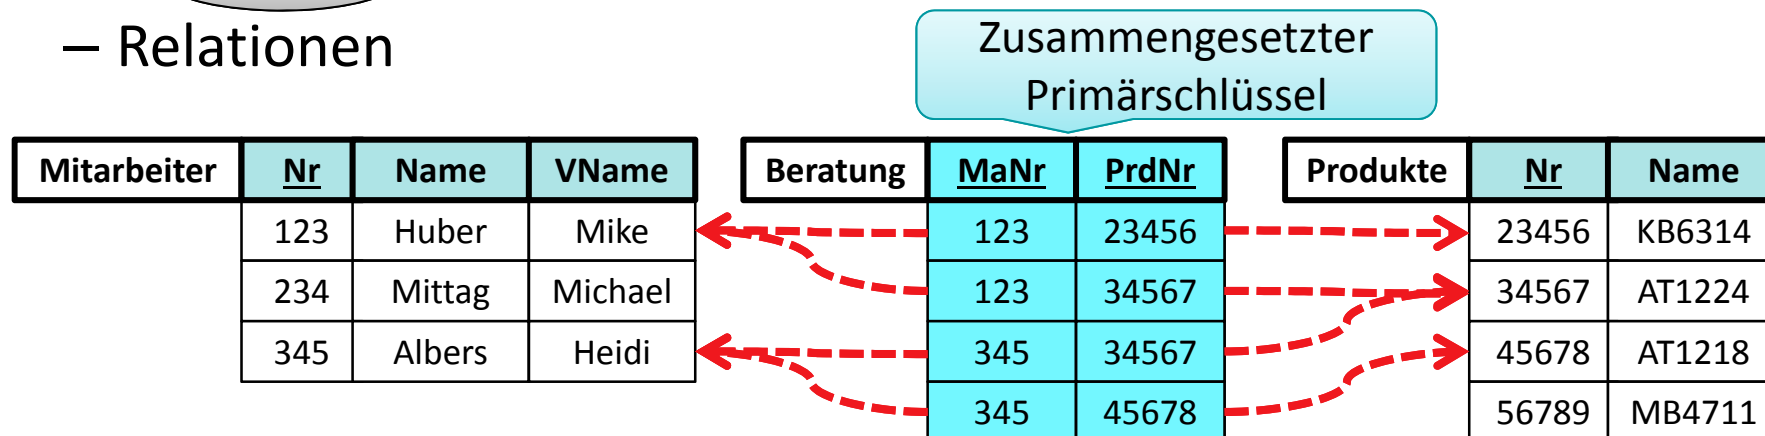 – Relationen
Zusammengesetzter
Primärschlüssel
Mitarbeiter Nr Name VName
123 Huber Mike
234 Mittag Michael
345 Albers Heidi
Beratung MaNr PrdNr
123 23456
123 34567
345 34567
345 45678
Produkte Nr Name
23456 KB6314
34567 AT1224
45678 AT1218
56789 MB4711